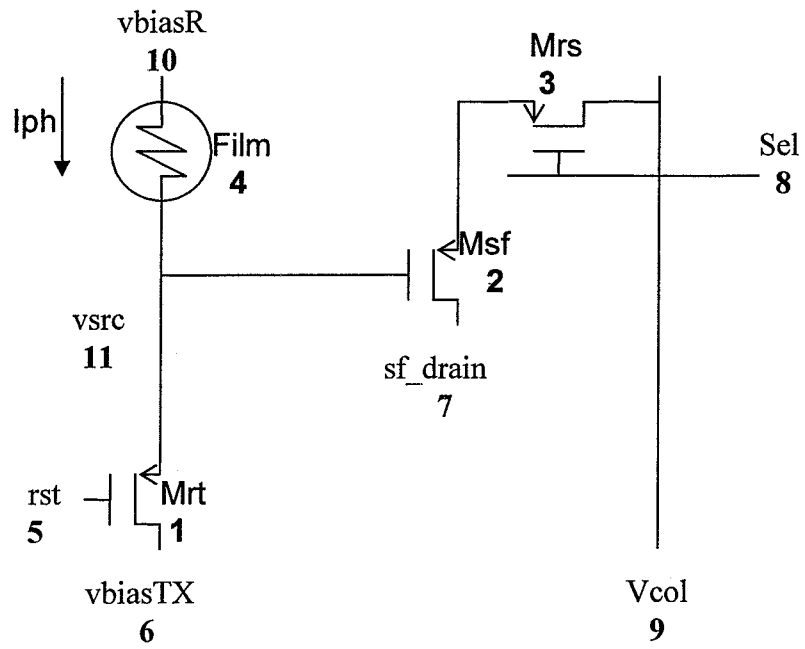 vbiasR
10
Iph
Film
4
Mrs
3
Sel
8
Msf
2
vsrc
11
sf_drain
7
rst
5
Mrt
1
vbiasTX
6
Vcol
9